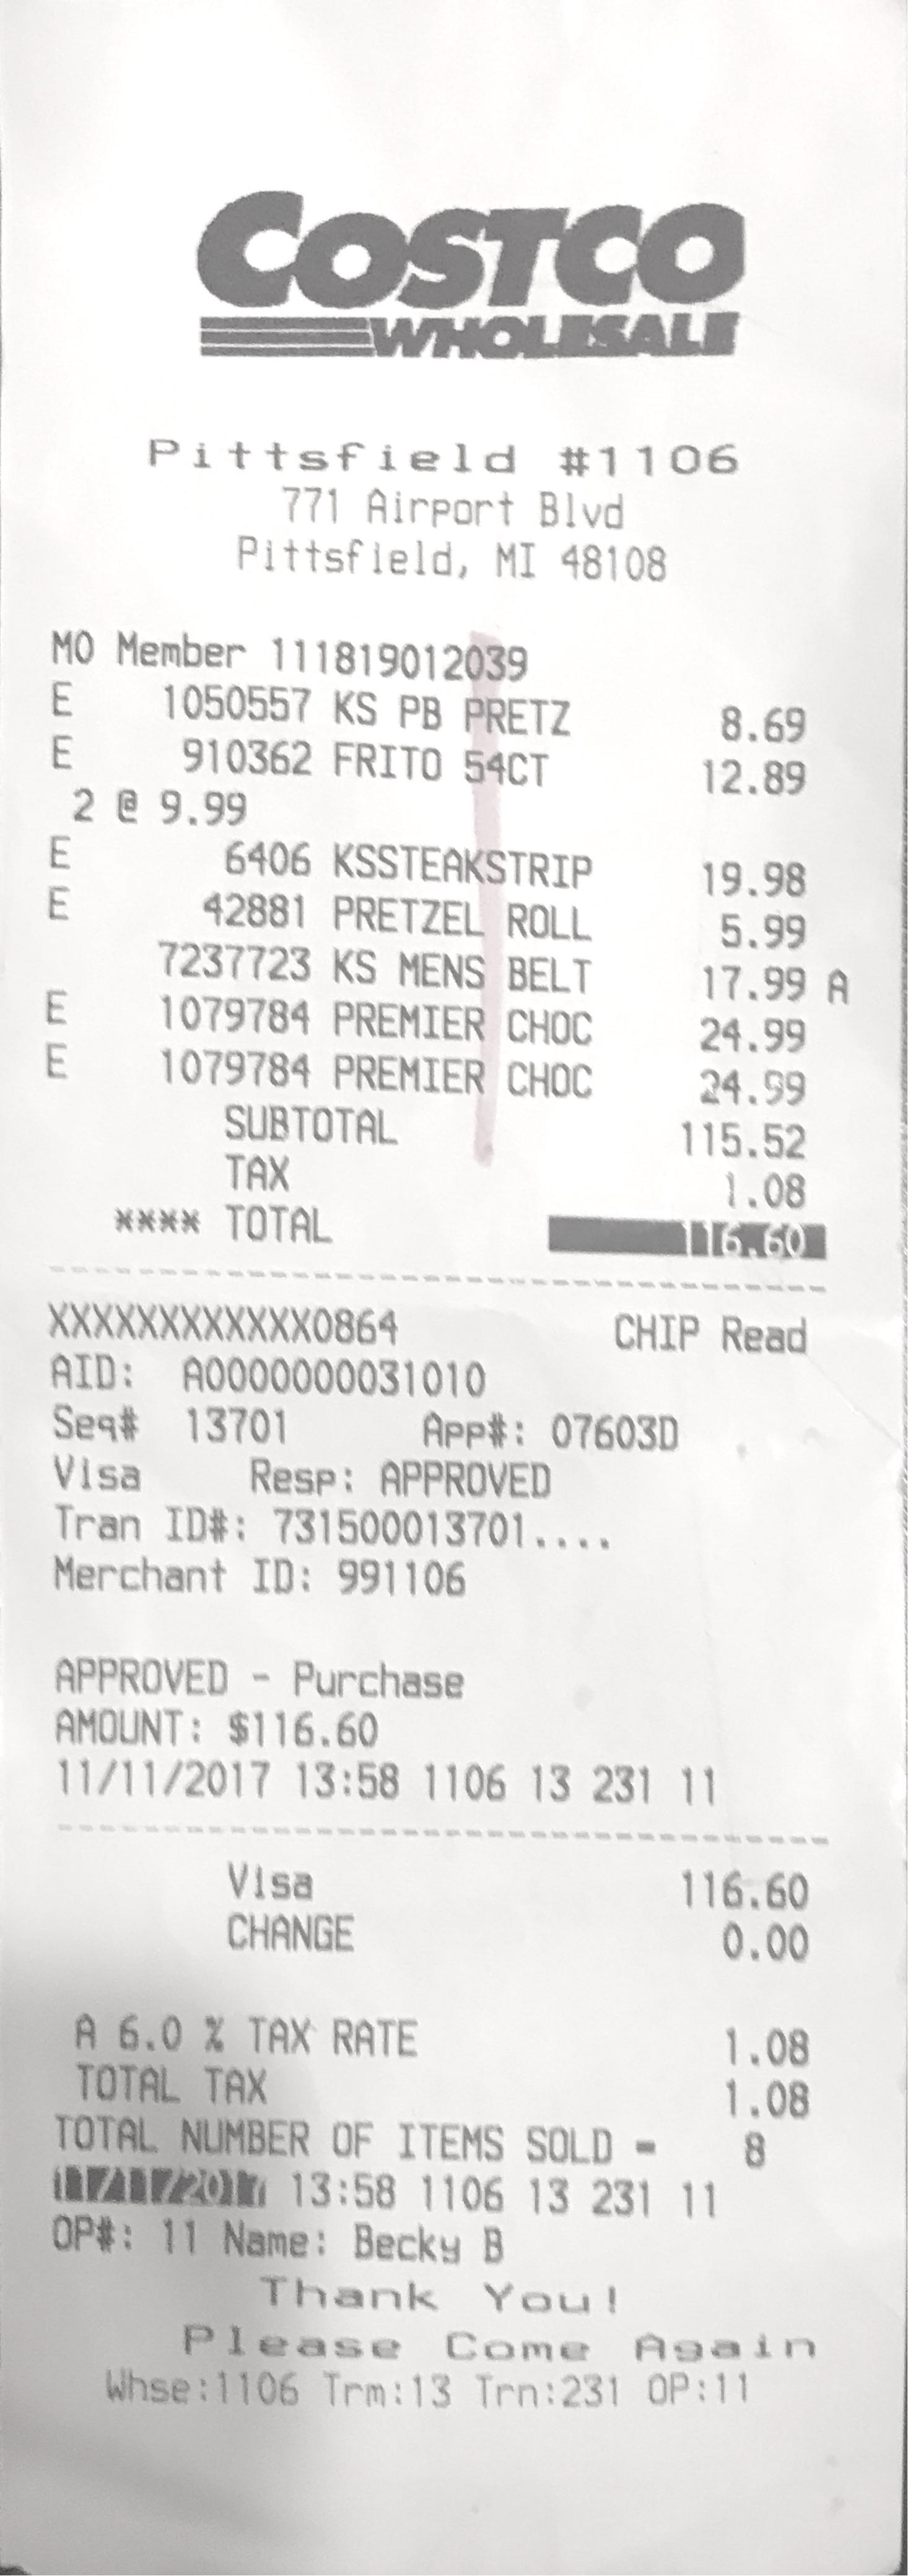 COSTCO
WHOLESALE
Pittsfield #1106
771 Airport Blvd
Pittsfield, MI 48108
MO Member 111819012039
E 1050557 KS PB PRETZ 8.69
E 910362 FRITO 54CT 12.89
2 @ 9.99
E 6406 KSSTEAKSTRIP 19.98
E 42881 PRETZEL ROLL 5.99
7237723 KS MENS BELT 17.99 A
E 1079784 PREMIER CHOC 24.99
E 1079784 PREMIER CHOC 24.99
SUBTOTAL 115.52
TAX 1.08
**** TOTAL 116.60
XXXXXXXXXXXX0864 CHIP Read
AID: A0000000031010
Seq# 13701 App#: 07603D
Visa Resp: APPROVED
Tran ID#: 731500013701....
Merchant ID: 991106
APPROVED - Purchase
AMOUNT: $116.60
11/11/2017 13:58 1106 13 231 11
Visa 116.60
CHANGE 0.00
A 6.0 % TAX RATE 1.08
TOTAL TAX 1.08
TOTAL NUMBER OF ITEMS SOLD = 8
11/11/2017 13:58 1106 13 231 11
OP#: 11 Name: Becky B
Thank You!
Please Come Again
Whse:1106 Trm:13 Trn:231 OP:11